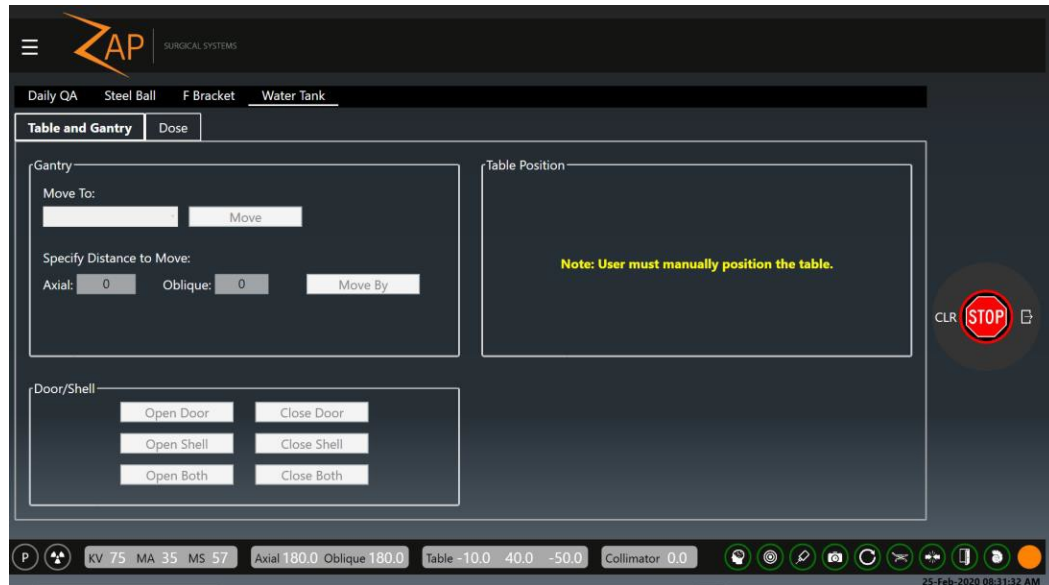 ZAP SURGICAL SYSTEMS
Daily QA Steel Ball F Bracket Water Tank
Table and Gantry Dose
Gantry
Move To:
Move
Specify Distance to Move:
Axial: 0 Oblique: 0 Move By
Table Position
Note: User must manually position the table.
CLR STOP
Door/Shell
Open Door Close Door
Open Shell Close Shell
Open Both Close Both
P KV 75 MA 35 MS 57 Axial 180.0 Oblique 180.0 Table -10.0 40.0 -50.0 Collimator 0.0
25-Feb-2020 08:31:32 AM